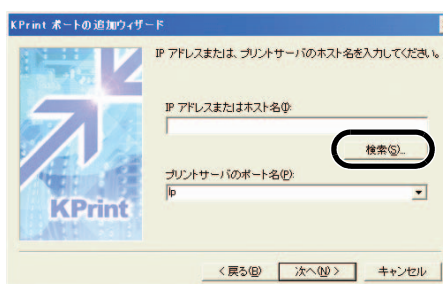 KPrint ポートの追加ウィザード
IP アドレスまたは、プリントサーバのホスト名を入力してください。
IP アドレスまたはホスト名(I):
検索(S)...
プリントサーバのポート名(P):
lp
KPrint
< 戻る(B)
次へ(N) >
キャンセル